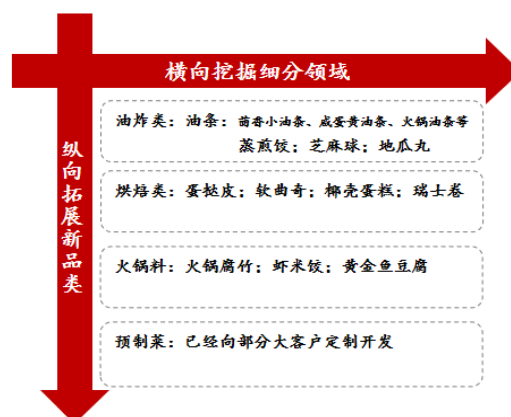 横向挖掘细分领域
纵向拓展新品类
油炸类：油条：茴香小油条、咸蛋黄油条、火锅油条等
蒸煎饺；芝麻球；地瓜丸
烘焙类：蛋挞皮；软曲奇；椰壳蛋糕；瑞士卷
火锅料：火锅腐竹；虾米饺；黄金鱼豆腐
预制菜：已经向部分大客户定制开发